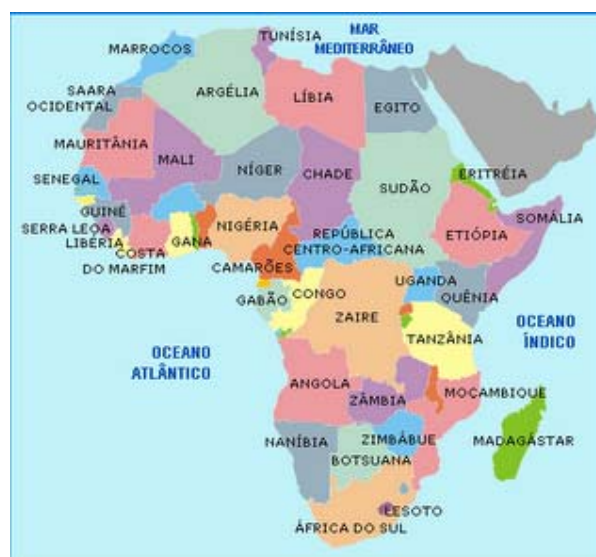 MAR
MEDITERRÂNEO
TUNÍSIA
MARROCOS
ARGÉLIA
LÍBIA
EGITO
SAARA
OCIDENTAL
MAURITÂNIA
MALI
NÍGER
CHADE
SUDÃO
ERITRÉIA
SENEGAL
GUINÉ
SERRA LEOA
LIBÉRIA
COSTA
DO MARFIM
GANA
NIGÉRIA
CAMARÕES
REPÚBLICA
CENTRO-AFRICANA
ETIÓPIA
SOMÁLIA
UGANDA
QUÊNIA
GABÃO
CONGO
ZAIRE
TANZÂNIA
OCEANO
ÍNDICO
OCEANO
ATLÂNTICO
ANGOLA
ZÂMBIA
MOÇAMBIQUE
NANÍBIA
ZIMBÁBUE
BOTSUANA
MADAGÁSTAR
LESOTO
ÁFRICA DO SUL